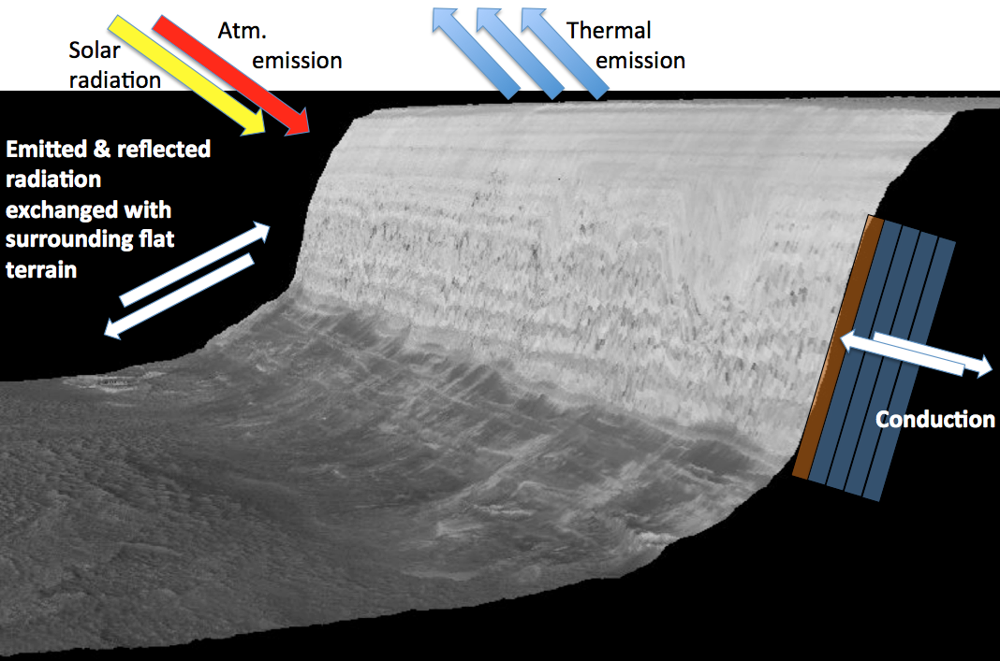 Solar
radiation
Atm.
emission
Thermal
emission
Emitted & reflected
radiation
exchanged with
surrounding flat
terrain
Conduction